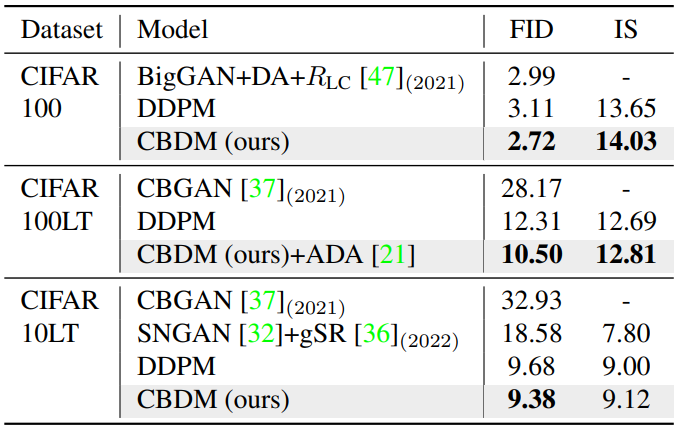 Dataset Model FID IS
CIFAR BigGAN+DA+R_LC [47](2021) 2.99 -
100 DDPM 3.11 13.65
CBDM (ours) 2.72 14.03
CIFAR CBGAN [37](2021) 28.17 -
100LT DDPM 12.31 12.69
CBDM (ours)+ADA [21] 10.50 12.81
CIFAR CBGAN [37](2021) 32.93 -
10LT SNGAN [32]+gSR [36](2022) 18.58 7.80
DDPM 9.68 9.00
CBDM (ours) 9.38 9.12